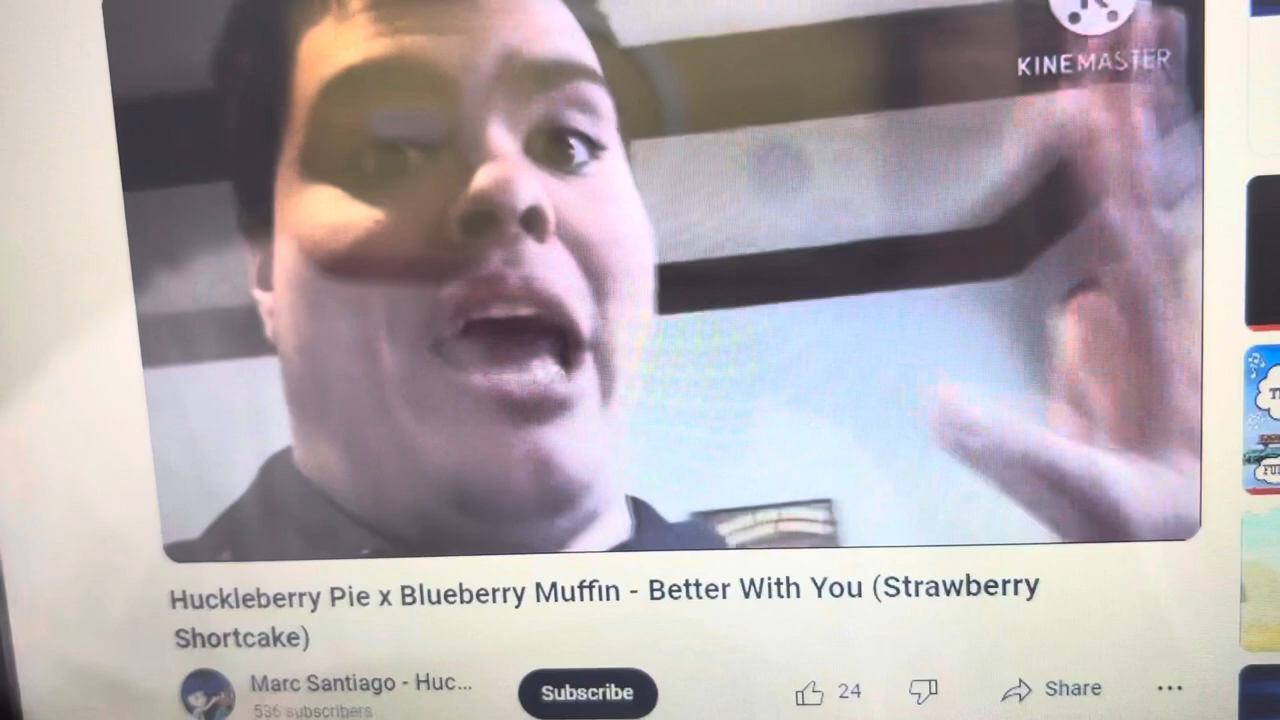 KINEMASTER
Huckleberry Pie x Blueberry Muffin - Better With You (Strawberry
Shortcake)
Marc Santiago - Huc...
536 subscribers
Subscribe
24
Share